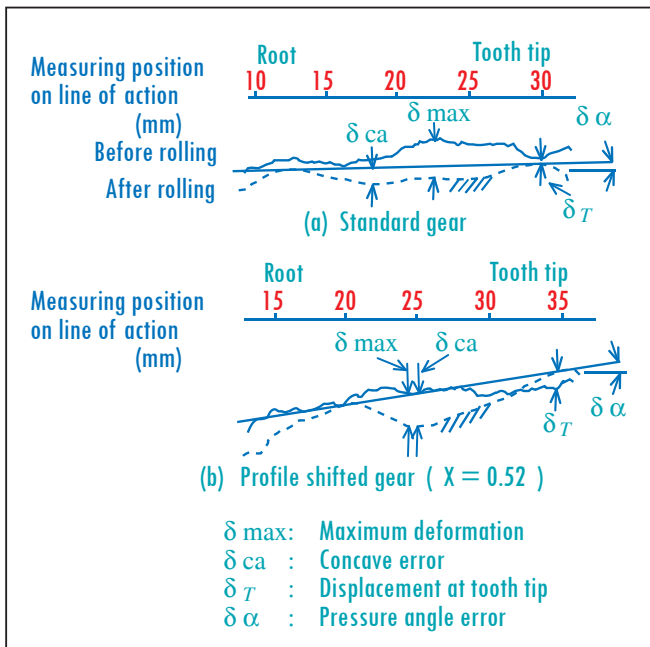 Root Tooth tip
Measuring position
on line of action
(mm)
10 15 20 25 30
δ max
δ ca
δ α
Before rolling
After rolling
δ T
(a) Standard gear
Root Tooth tip
Measuring position
on line of action
(mm)
15 20 25 30 35
δ max δ ca
δ T
δ α
(b) Profile shifted gear ( X = 0.52 )
δ max: Maximum deformation
δ ca : Concave error
δ T : Displacement at tooth tip
δ α : Pressure angle error